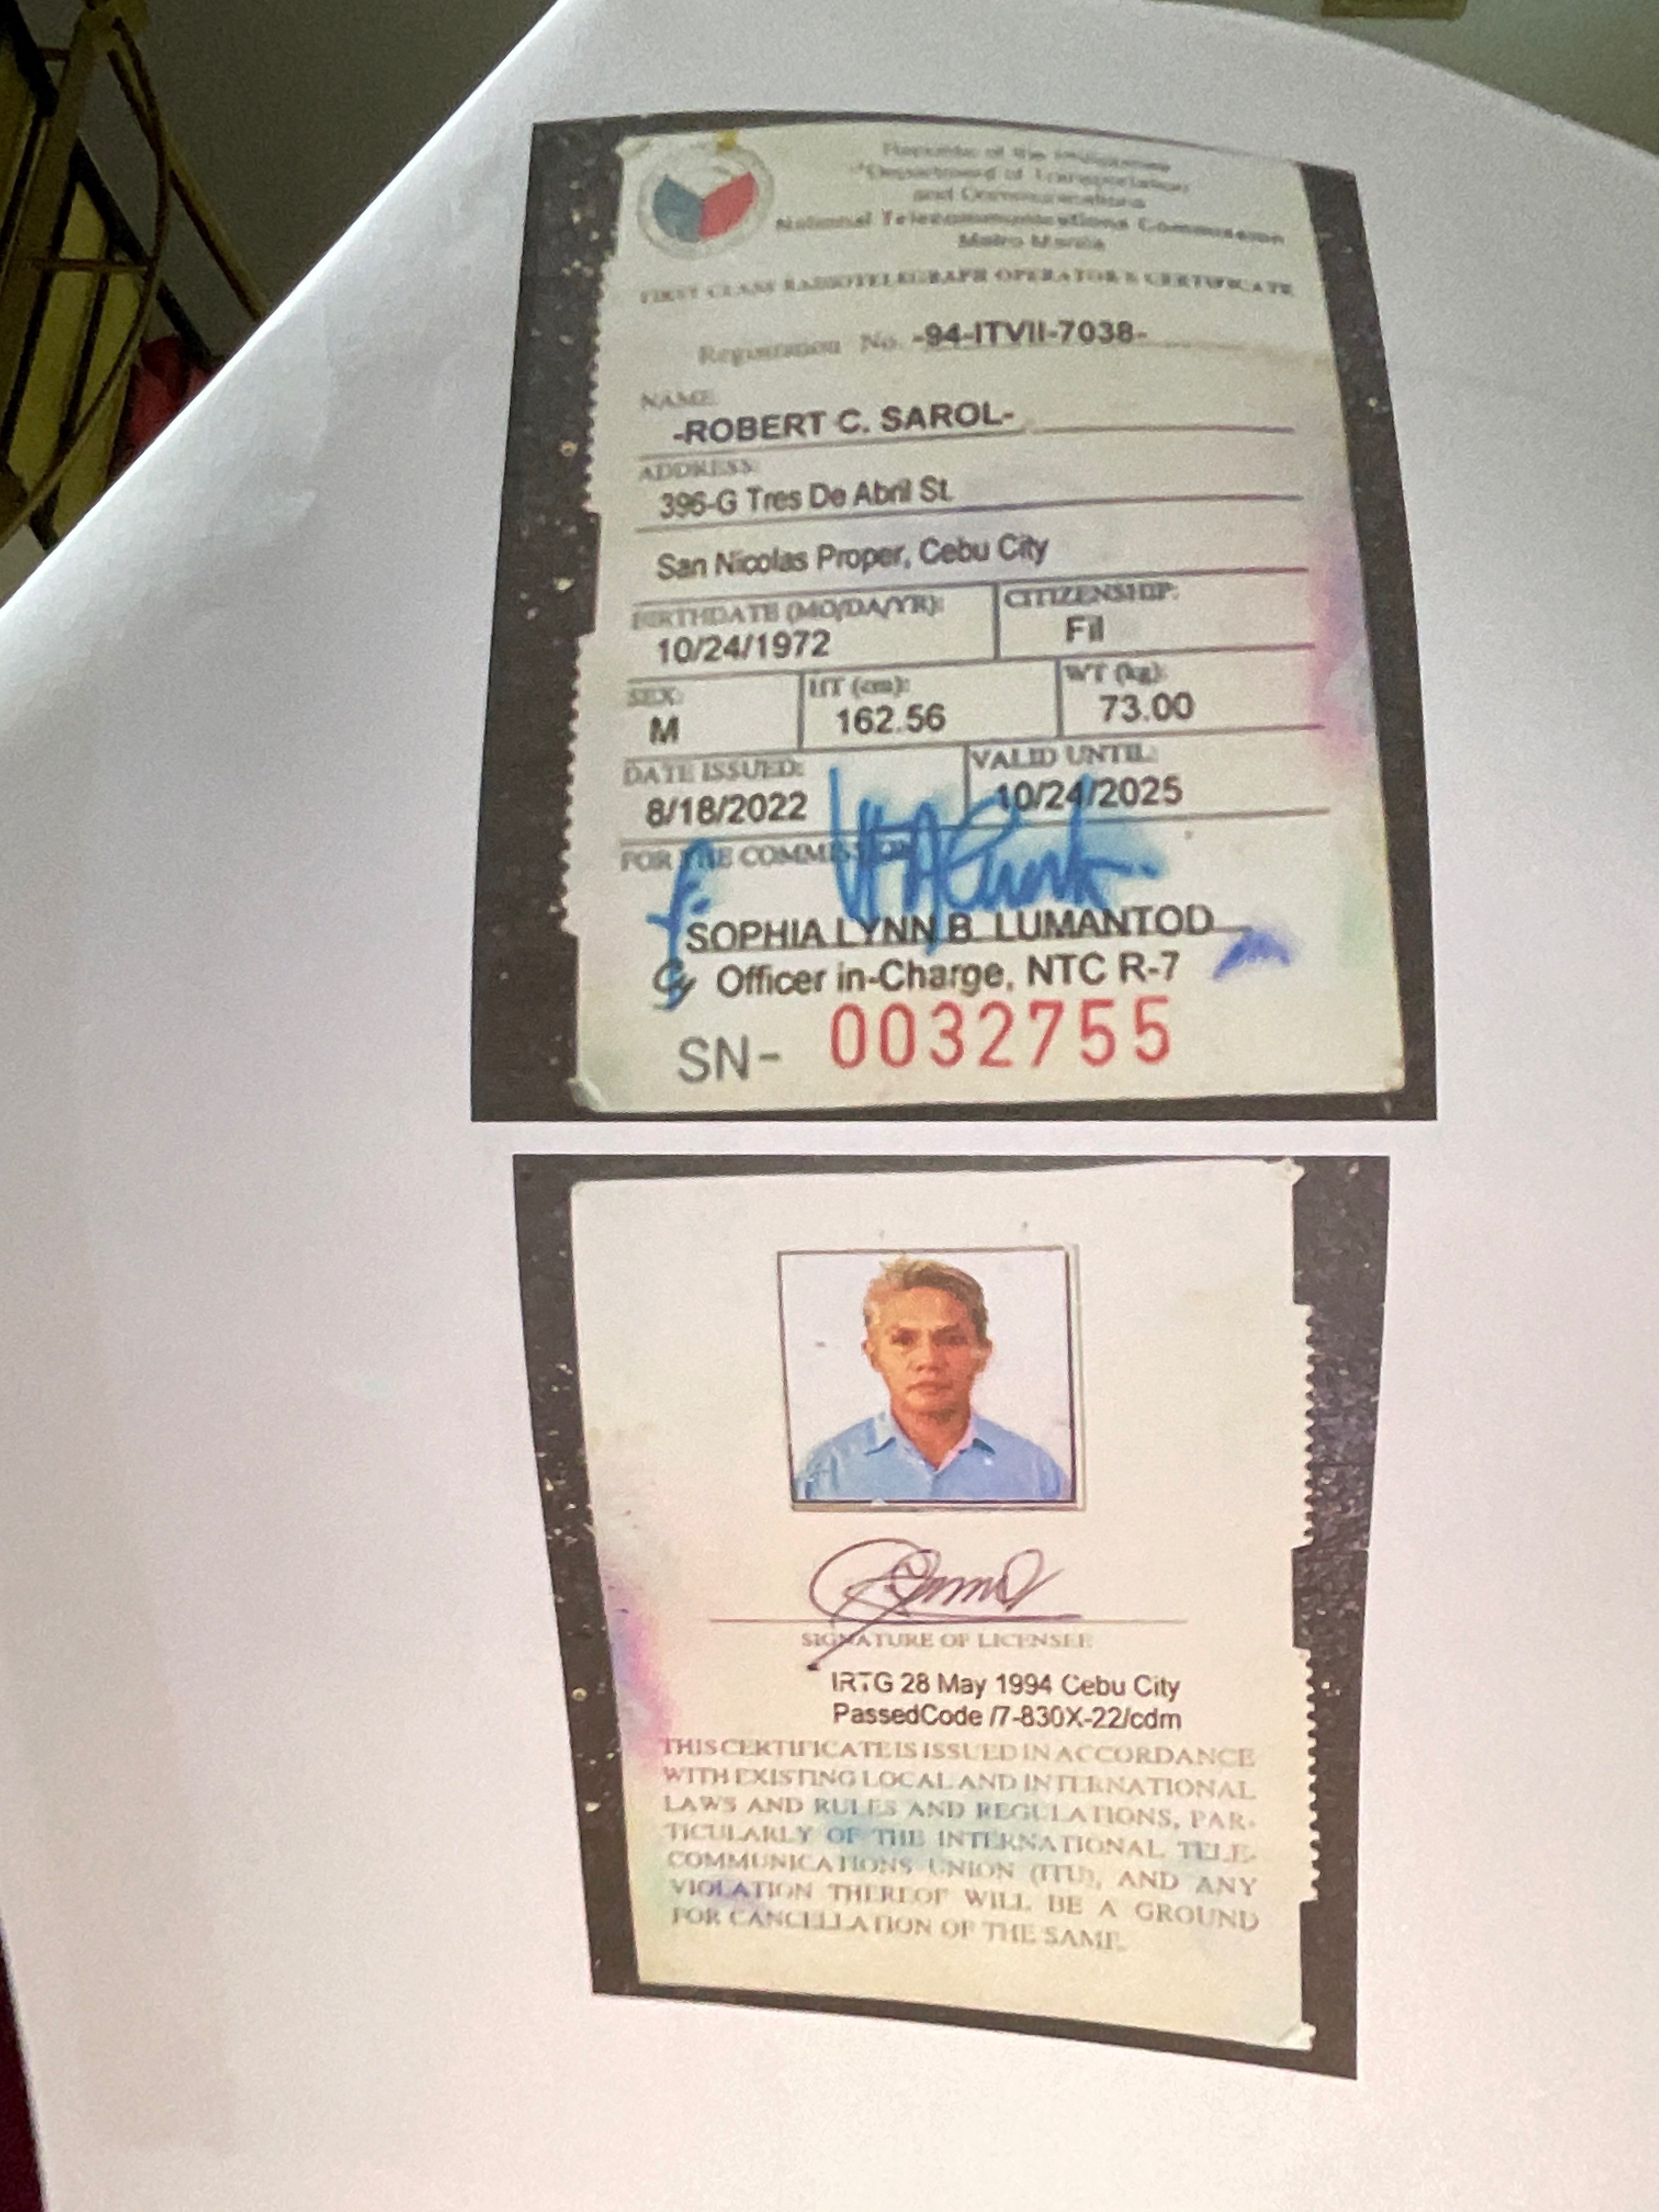 Republic of the Philippines
Department of Transportation
and Communications
National Telecommunications Commission
Metro Manila
FIRST CLASS RADIOTELEGRAPH OPERATOR'S CERTIFICATE
Registration No. -94-ITVII-7038-
NAME
-ROBERT C. SAROL-
ADDRESS:
396-G Tres De Abril St.
San Nicolas Proper, Cebu City
BIRTHDATE (MO/DA/YR): CITIZENSHIP:
10/24/1972 Fil
SEX: HT (cm): WT (kg):
M 162.56 73.00
DATE ISSUED: VALID UNTIL:
8/18/2022 10/24/2025
FOR THE COMMISSION
SOPHIA LYNN B. LUMANTOD
Officer in-Charge, NTC R-7
SN- 0032755
SIGNATURE OF LICENSEE
IRTG 28 May 1994 Cebu City
PassedCode /7-830X-22/cdm
THIS CERTIFICATE IS ISSUED IN ACCORDANCE
WITH EXISTING LOCAL AND INTERNATIONAL
LAWS AND RULES AND REGULATIONS, PAR-
TICULARLY OF THE INTERNATIONAL TELE-
COMMUNICATIONS UNION (ITU), AND ANY
VIOLATION THEREOF WILL BE A GROUND
FOR CANCELLATION OF THE SAME.